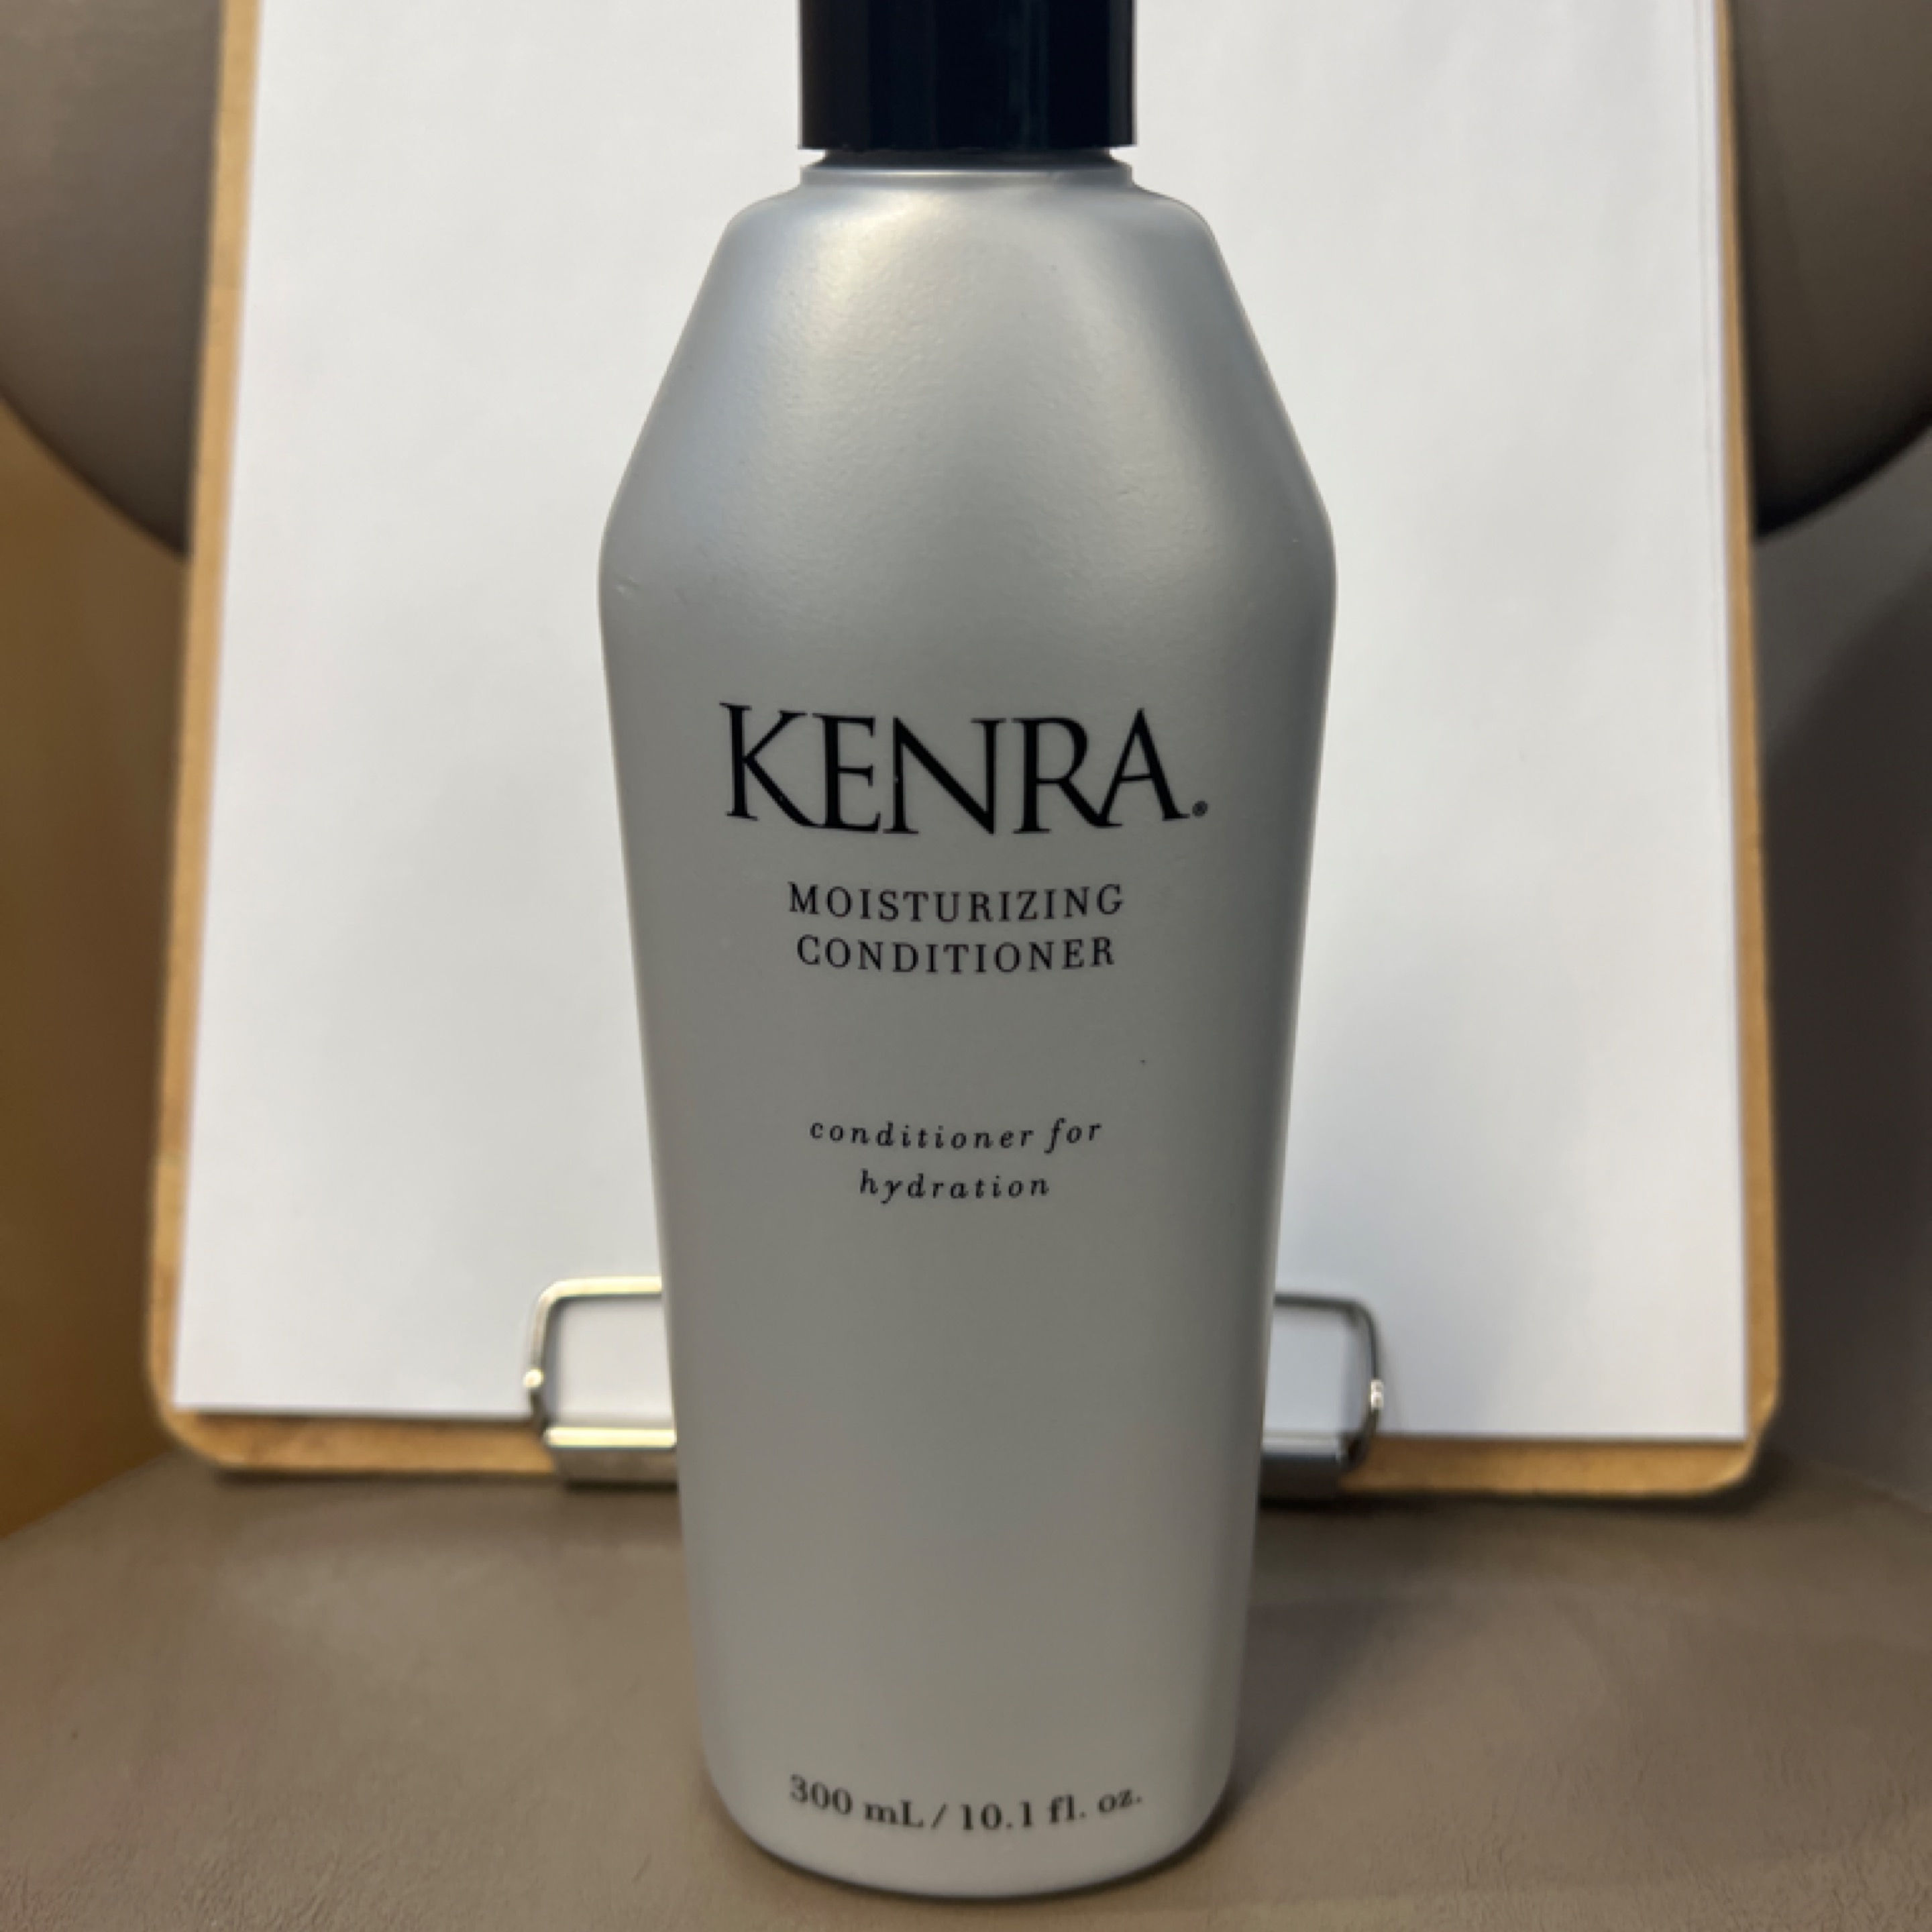 KENRA®
MOISTURIZING
CONDITIONER
conditioner for
hydration
300 mL / 10.1 fl. oz.